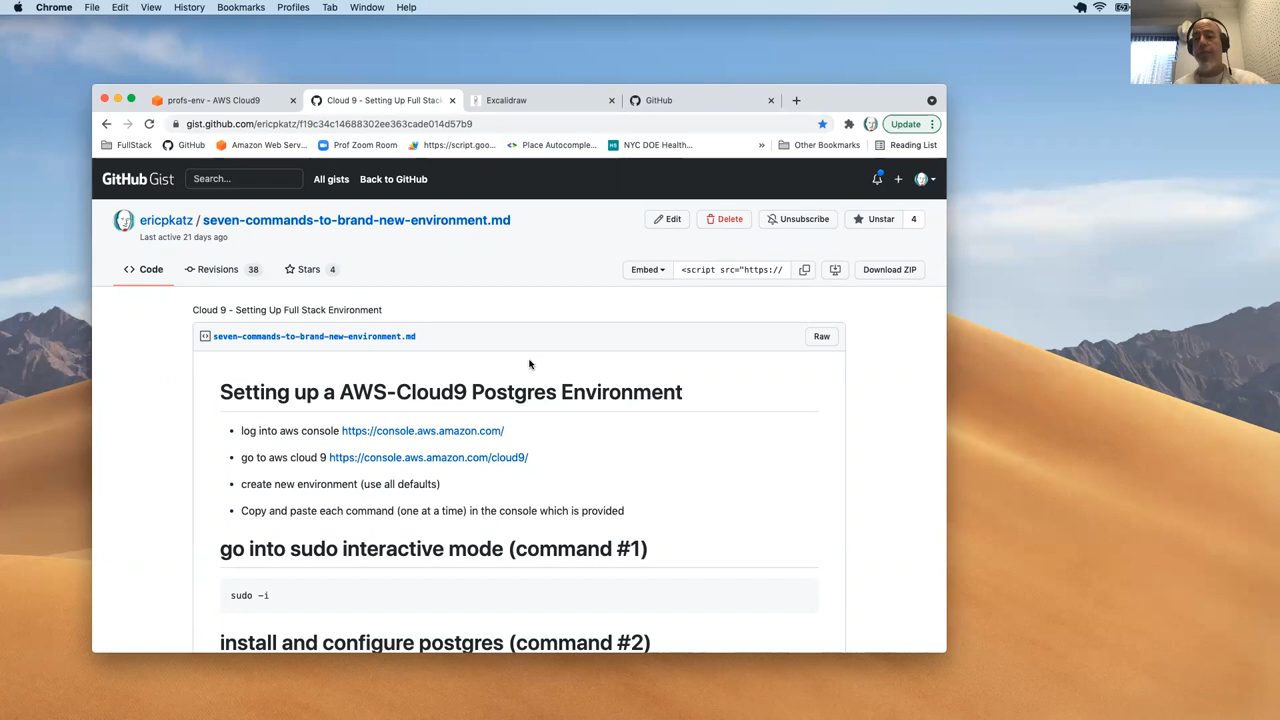 Chrome File Edit View History Bookmarks Profiles Tab Window Help
profs-env - AWS Cloud9
Cloud 9 - Setting Up Full Stack
Excalidraw
GitHub
gist.github.com/ericpkatz/f19c34c14688302ee363cade014d57b9
Update
FullStack
GitHub
Amazon Web Serv...
Prof Zoom Room
https://script.goo...
Place Autocomple...
NYC DOE Health...
Other Bookmarks
Reading List
GitHub Gist
Search...
All gists
Back to GitHub
ericpkatz / seven-commands-to-brand-new-environment.md
Last active 21 days ago
Edit
Delete
Unsubscribe
Unstar 4
Code
Revisions 38
Stars 4
Embed
<script src="https://
Download ZIP
Cloud 9 - Setting Up Full Stack Environment
seven-commands-to-brand-new-environment.md
Raw
Setting up a AWS-Cloud9 Postgres Environment
• log into aws console https://console.aws.amazon.com/
• go to aws cloud 9 https://console.aws.amazon.com/cloud9/
• create new environment (use all defaults)
• Copy and paste each command (one at a time) in the console which is provided
go into sudo interactive mode (command #1)
sudo -i
install and configure postgres (command #2)